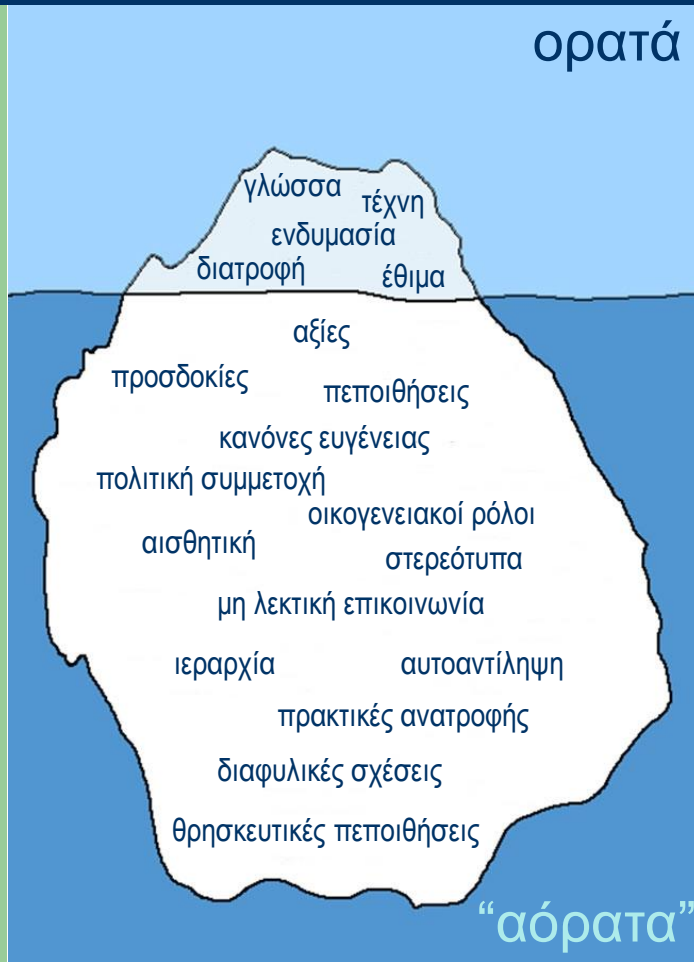 ορατά
γλώσσα τέχνη
ενδυμασία
διατροφή έθιμα
αξίες
προσδοκίες πεποιθήσεις
κανόνες ευγένειας
πολιτική συμμετοχή
οικογενειακοί ρόλοι
αισθητική στερεότυπα
μη λεκτική επικοινωνία
ιεραρχία αυτοαντίληψη
πρακτικές ανατροφής
διαφυλικές σχέσεις
θρησκευτικές πεποιθήσεις
“αόρατα”